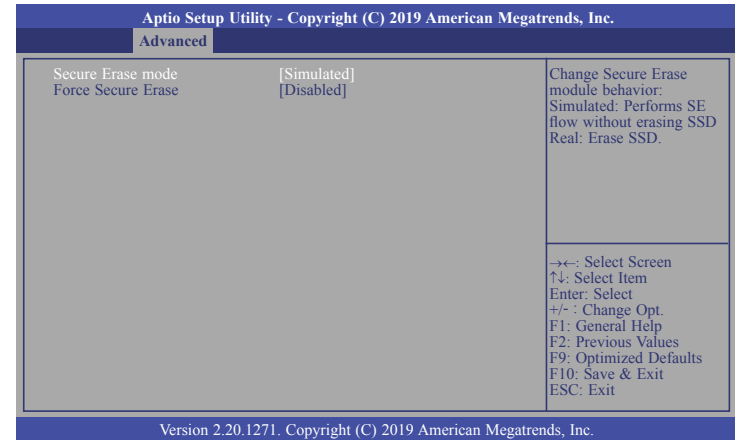 Aptio Setup Utility - Copyright (C) 2019 American Megatrends, Inc.
Advanced
Secure Erase mode [Simulated]
Force Secure Erase [Disabled]
Change Secure Erase
module behavior:
Simulated: Performs SE
flow without erasing SSD
Real: Erase SSD.
→←: Select Screen
↑↓: Select Item
Enter: Select
+/- : Change Opt.
F1: General Help
F2: Previous Values
F9: Optimized Defaults
F10: Save & Exit
ESC: Exit
Version 2.20.1271. Copyright (C) 2019 American Megatrends, Inc.